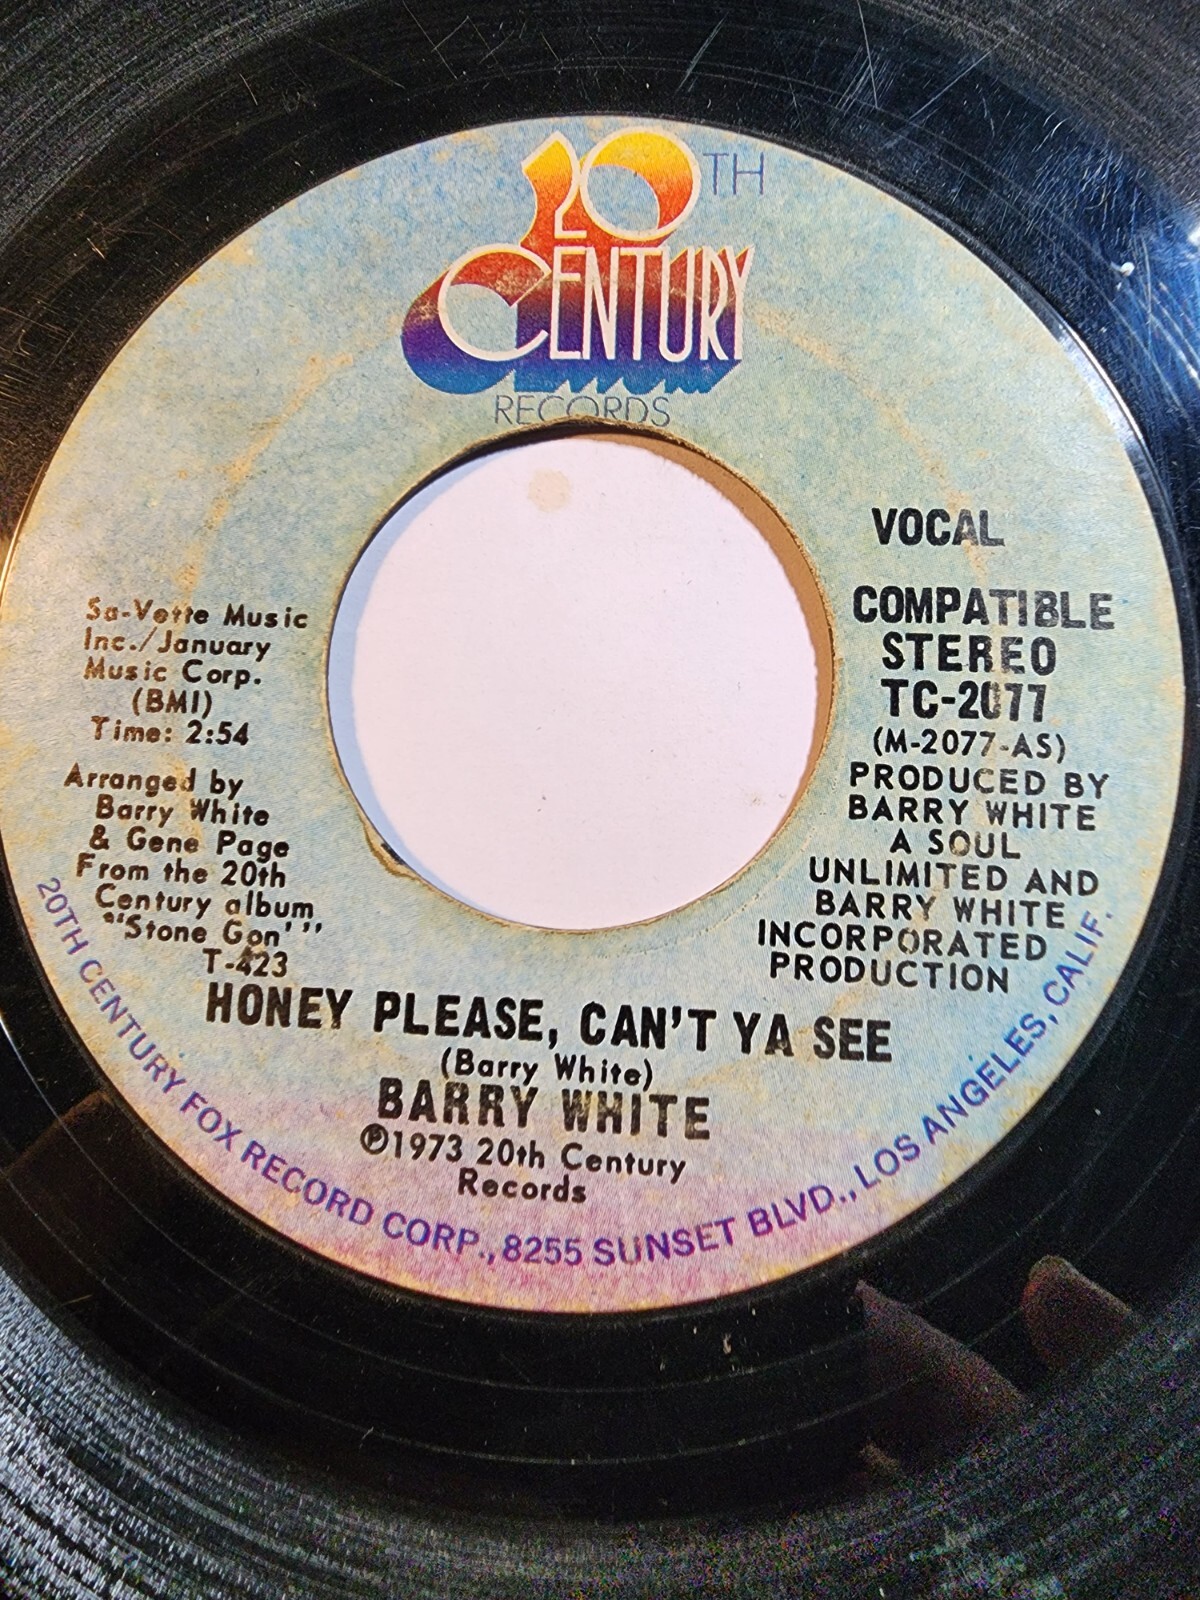 20TH
CENTURY
RECORDS
VOCAL
COMPATIBLE
STEREO
TC-2077
(M-2077-AS)
PRODUCED BY
BARRY WHITE
A SOUL
UNLIMITED AND
BARRY WHITE
INCORPORATED
PRODUCTION
Sa-Vette Music
Inc./January
Music Corp.
(BMI)
Time: 2:54
Arranged by
Barry White
& Gene Page
From the 20th
Century album
"Stone Gon' "
T-423
HONEY PLEASE, CAN'T YA SEE
(Barry White)
BARRY WHITE
℗1973 20th Century
Records
20TH CENTURY FOX RECORD CORP., 8255 SUNSET BLVD., LOS ANGELES, CALIF.